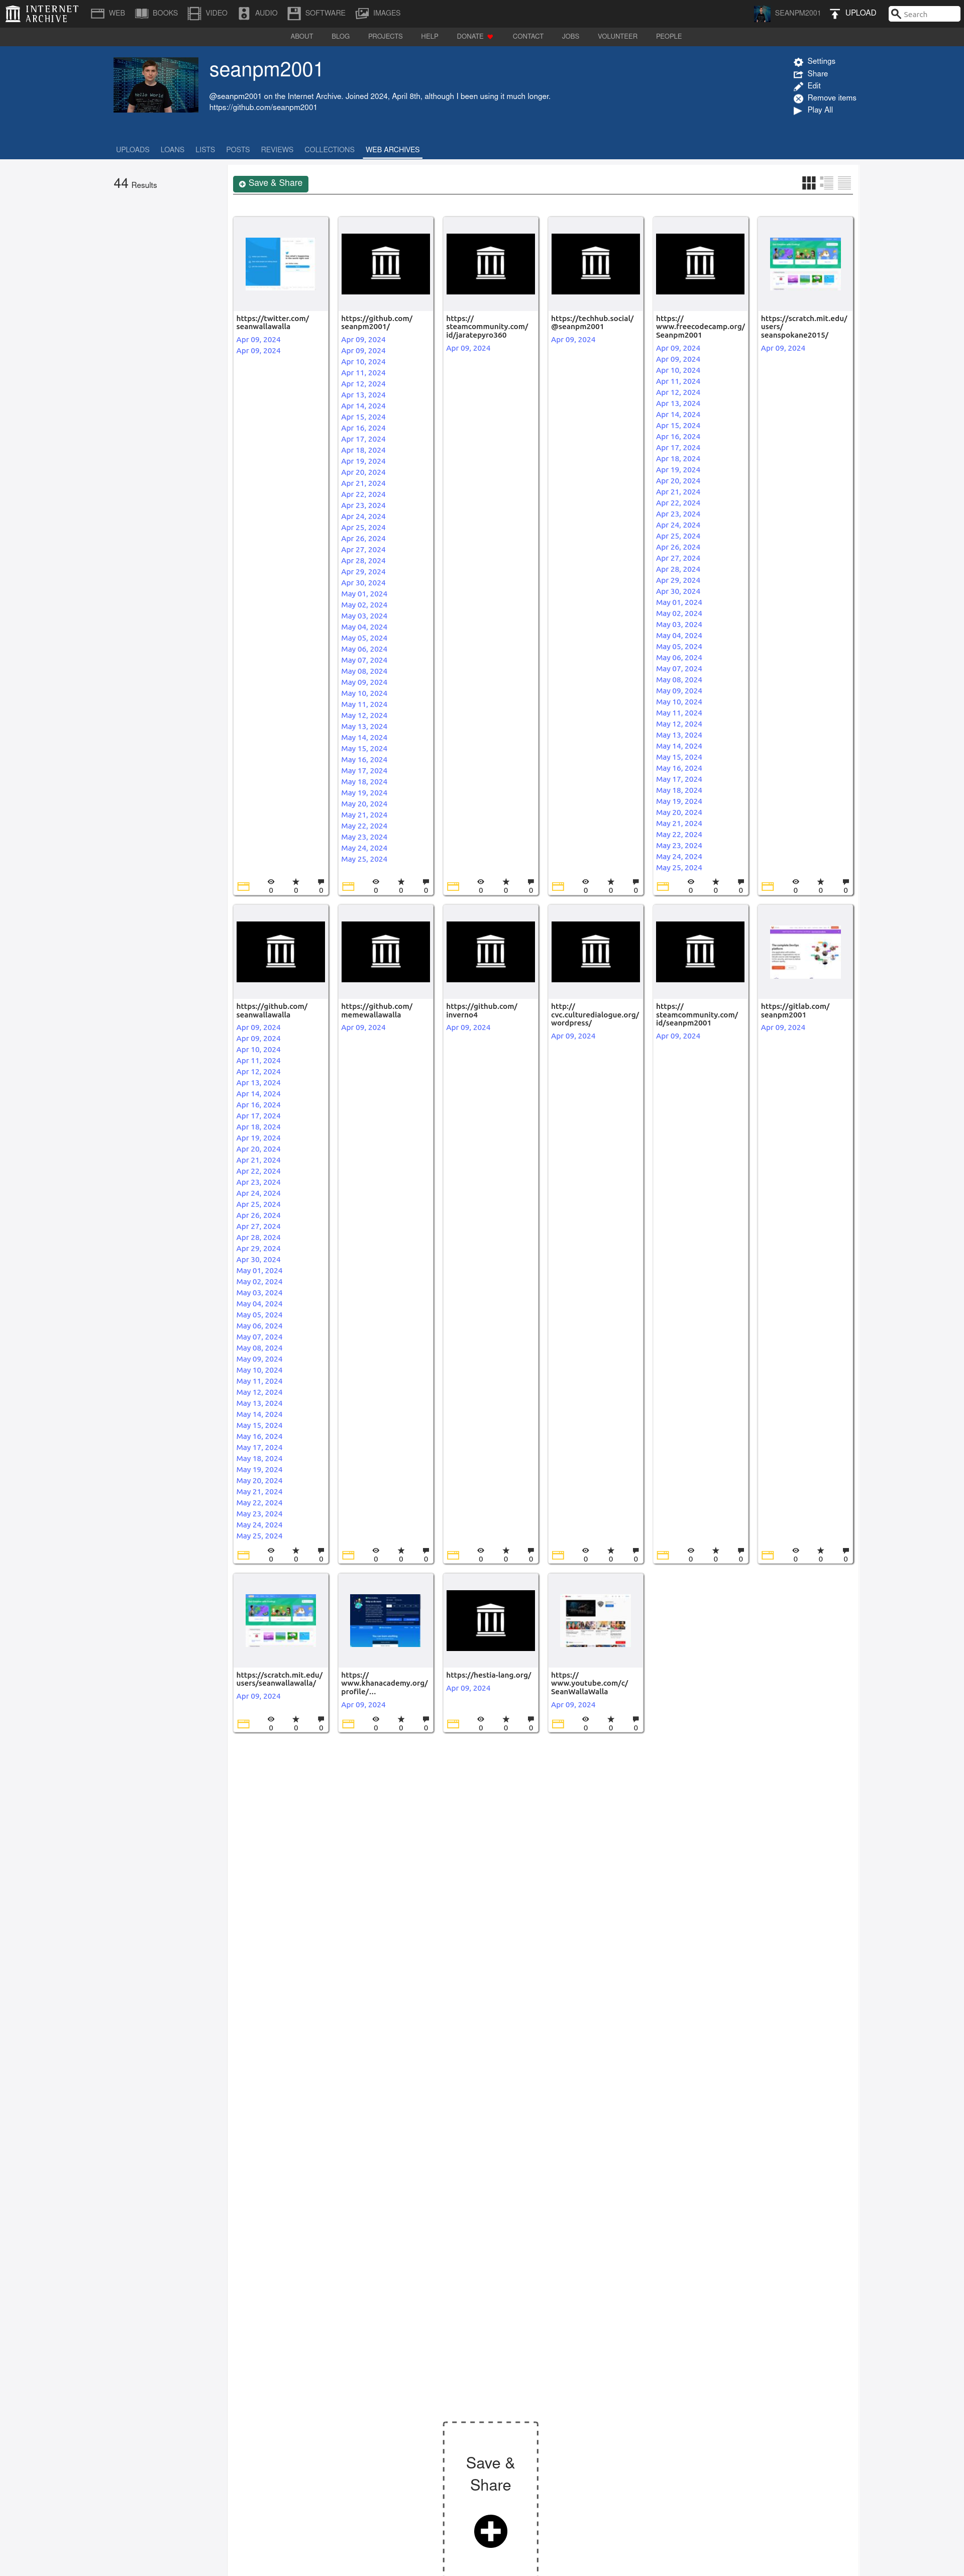 INTERNET ARCHIVE
WEB BOOKS VIDEO AUDIO SOFTWARE IMAGES
SEANPM2001 UPLOAD Search
ABOUT BLOG PROJECTS HELP DONATE CONTACT JOBS VOLUNTEER PEOPLE
seanpm2001
@seanpm2001 on the Internet Archive. Joined 2024, April 8th, although I been using it much longer.
https://github.com/seanpm2001
Settings
Share
Edit
Remove items
Play All
Hello World
UPLOADS LOANS LISTS POSTS REVIEWS COLLECTIONS WEB ARCHIVES
44 Results
Save & Share
https://twitter.com/
seanwallawalla
Apr 09, 2024
Apr 09, 2024
0 0 0
https://github.com/
seanpm2001/
Apr 09, 2024
Apr 09, 2024
Apr 10, 2024
Apr 11, 2024
Apr 12, 2024
Apr 13, 2024
Apr 14, 2024
Apr 15, 2024
Apr 16, 2024
Apr 17, 2024
Apr 18, 2024
Apr 19, 2024
Apr 20, 2024
Apr 21, 2024
Apr 22, 2024
Apr 23, 2024
Apr 24, 2024
Apr 25, 2024
Apr 26, 2024
Apr 27, 2024
Apr 28, 2024
Apr 29, 2024
Apr 30, 2024
May 01, 2024
May 02, 2024
May 03, 2024
May 04, 2024
May 05, 2024
May 06, 2024
May 07, 2024
May 08, 2024
May 09, 2024
May 10, 2024
May 11, 2024
May 12, 2024
May 13, 2024
May 14, 2024
May 15, 2024
May 16, 2024
May 17, 2024
May 18, 2024
May 19, 2024
May 20, 2024
May 21, 2024
May 22, 2024
May 23, 2024
May 24, 2024
May 25, 2024
0 0 0
https://
steamcommunity.com/
id/jaratepyro360
Apr 09, 2024
0 0 0
https://techhub.social/
@seanpm2001
Apr 09, 2024
0 0 0
https://
www.freecodecamp.org/
Seanpm2001
Apr 09, 2024
Apr 09, 2024
Apr 10, 2024
Apr 11, 2024
Apr 12, 2024
Apr 13, 2024
Apr 14, 2024
Apr 15, 2024
Apr 16, 2024
Apr 17, 2024
Apr 18, 2024
Apr 19, 2024
Apr 20, 2024
Apr 21, 2024
Apr 22, 2024
Apr 23, 2024
Apr 24, 2024
Apr 25, 2024
Apr 26, 2024
Apr 27, 2024
Apr 28, 2024
Apr 29, 2024
Apr 30, 2024
May 01, 2024
May 02, 2024
May 03, 2024
May 04, 2024
May 05, 2024
May 06, 2024
May 07, 2024
May 08, 2024
May 09, 2024
May 10, 2024
May 11, 2024
May 12, 2024
May 13, 2024
May 14, 2024
May 15, 2024
May 16, 2024
May 17, 2024
May 18, 2024
May 19, 2024
May 20, 2024
May 21, 2024
May 22, 2024
May 23, 2024
May 24, 2024
May 25, 2024
0 0 0
https://scratch.mit.edu/
users/
seanspokane2015/
Apr 09, 2024
0 0 0
https://github.com/
seanwallawalla
Apr 09, 2024
Apr 09, 2024
Apr 10, 2024
Apr 11, 2024
Apr 12, 2024
Apr 13, 2024
Apr 14, 2024
Apr 16, 2024
Apr 17, 2024
Apr 18, 2024
Apr 19, 2024
Apr 20, 2024
Apr 21, 2024
Apr 22, 2024
Apr 23, 2024
Apr 24, 2024
Apr 25, 2024
Apr 26, 2024
Apr 27, 2024
Apr 28, 2024
Apr 29, 2024
Apr 30, 2024
May 01, 2024
May 02, 2024
May 03, 2024
May 04, 2024
May 05, 2024
May 06, 2024
May 07, 2024
May 08, 2024
May 09, 2024
May 10, 2024
May 11, 2024
May 12, 2024
May 13, 2024
May 14, 2024
May 15, 2024
May 16, 2024
May 17, 2024
May 18, 2024
May 19, 2024
May 20, 2024
May 21, 2024
May 22, 2024
May 23, 2024
May 24, 2024
May 25, 2024
0 0 0
https://github.com/
memewallawalla
Apr 09, 2024
0 0 0
https://github.com/
inverno4
Apr 09, 2024
0 0 0
http://
cvc.culturedialogue.org/
wordpress/
Apr 09, 2024
0 0 0
https://
steamcommunity.com/
id/seanpm2001
Apr 09, 2024
0 0 0
https://gitlab.com/
seanpm2001
Apr 09, 2024
0 0 0
https://scratch.mit.edu/
users/seanwallawalla/
Apr 09, 2024
0 0 0
https://
www.khanacademy.org/
profile/...
Apr 09, 2024
0 0 0
https://hestia-lang.org/
Apr 09, 2024
0 0 0
https://
www.youtube.com/c/
SeanWallaWalla
Apr 09, 2024
0 0 0
Save &
Share